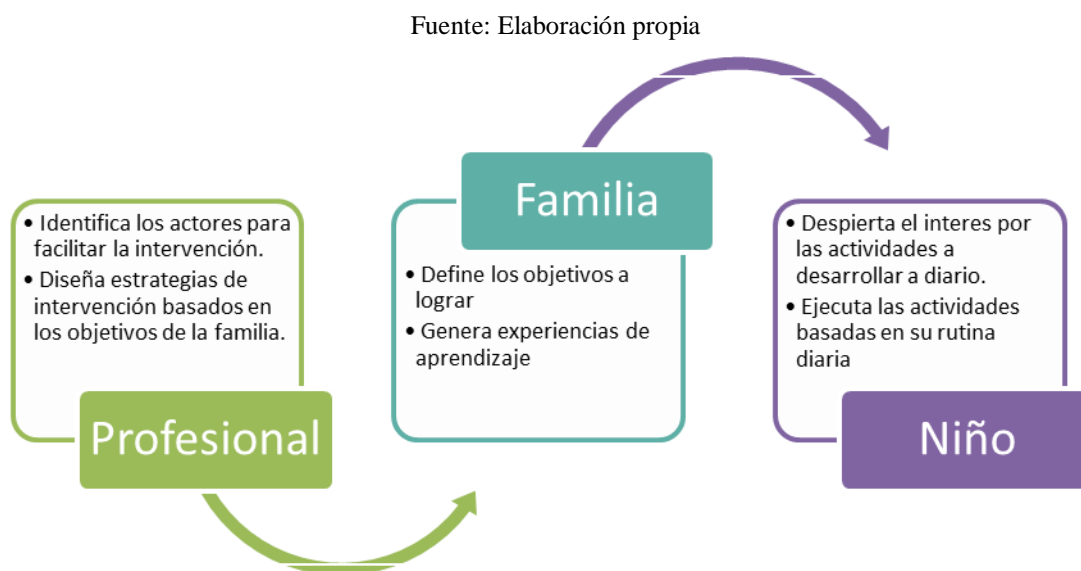 Fuente: Elaboración propia
• Identifica los actores para
facilitar la intervención.
• Diseña estrategias de
intervención basados en
los objetivos de la familia.
Profesional
Familia
• Define los objetivos a
lograr
• Genera experiencias de
aprendizaje
• Despierta el interes por
las actividades a
desarrollar a diario.
• Ejecuta las actividades
basadas en su rutina
diaria
Niño